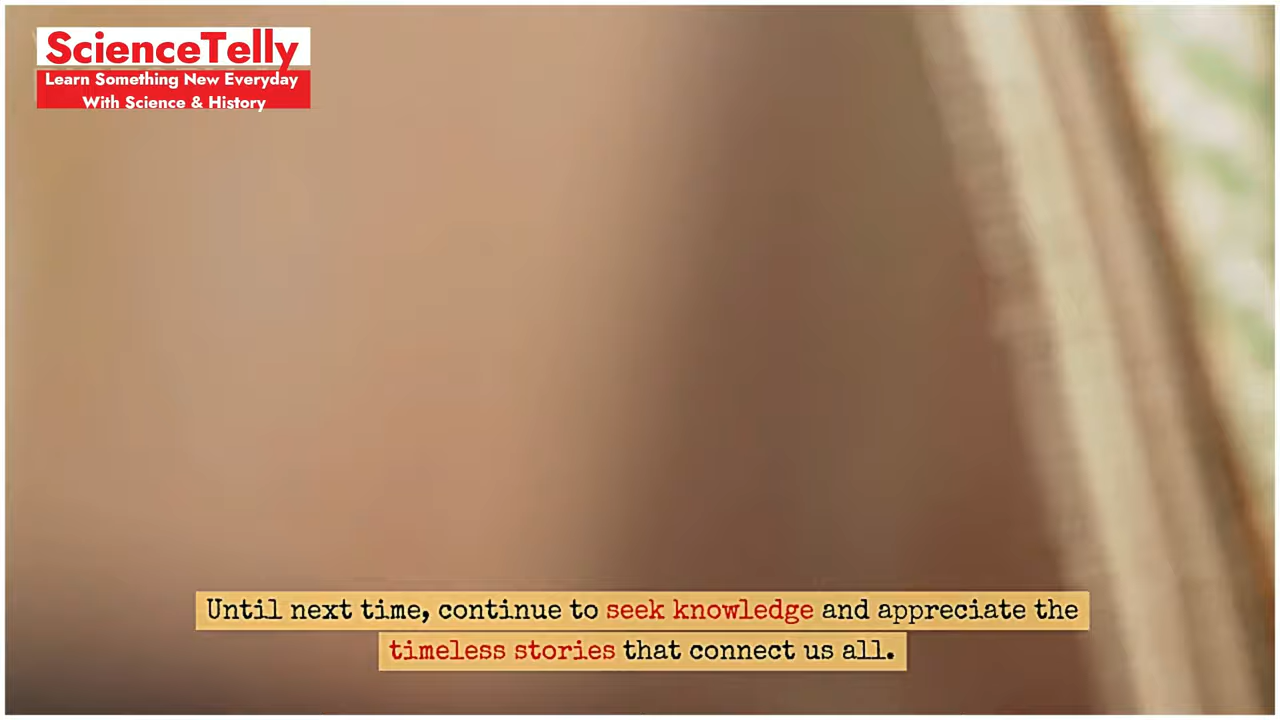 ScienceTelly
Learn Something New Everyday
With Science & History
Until next time, continue to seek knowledge and appreciate the
timeless stories that connect us all.